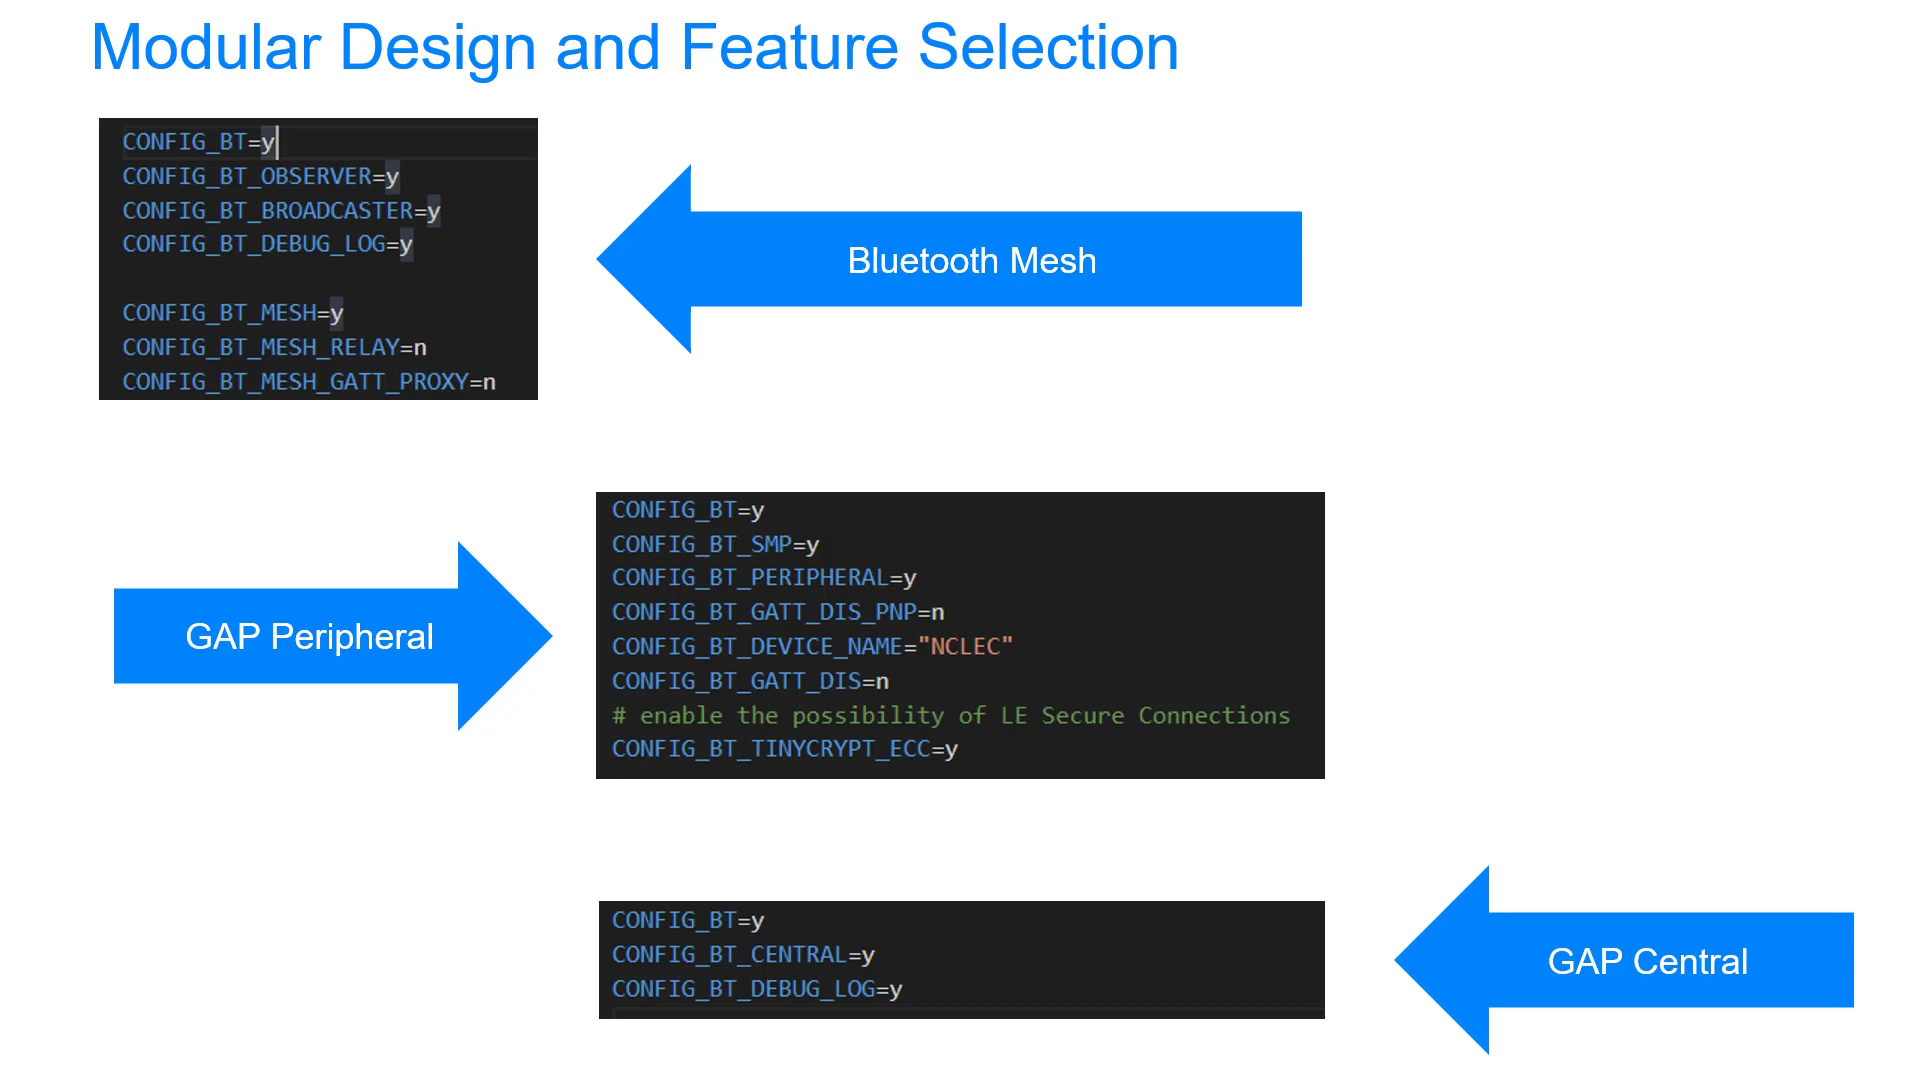 Modular Design and Feature Selection
CONFIG_BT=y
CONFIG_BT_OBSERVER=y
CONFIG_BT_BROADCASTER=y
CONFIG_BT_DEBUG_LOG=y
CONFIG_BT_MESH=y
CONFIG_BT_MESH_RELAY=n
CONFIG_BT_MESH_GATT_PROXY=n
Bluetooth Mesh
GAP Peripheral
CONFIG_BT=y
CONFIG_BT_SMP=y
CONFIG_BT_PERIPHERAL=y
CONFIG_BT_GATT_DIS_PNP=n
CONFIG_BT_DEVICE_NAME="NCLEC"
CONFIG_BT_GATT_DIS=n
# enable the possibility of LE Secure Connections
CONFIG_BT_TINYCRYPT_ECC=y
CONFIG_BT=y
CONFIG_BT_CENTRAL=y
CONFIG_BT_DEBUG_LOG=y
GAP Central